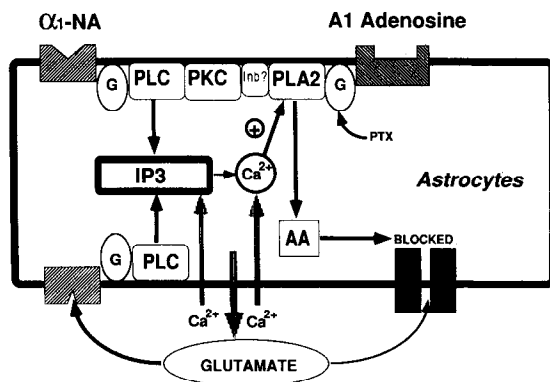 α1-NA
A1 Adenosine
G
PLC
PKC
Inb?
PLA2
G
PTX
IP3
Ca2+
+
Astrocytes
AA
BLOCKED
G
PLC
Ca2+
Ca2+
GLUTAMATE